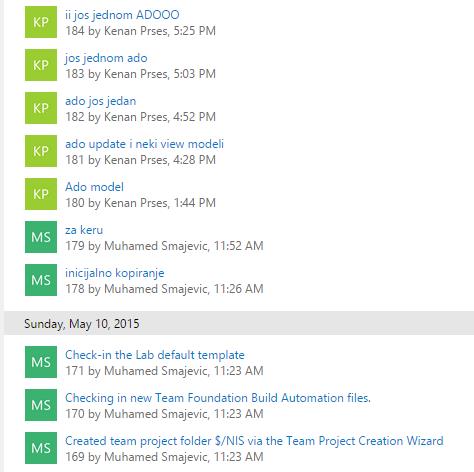 KP ii jos jednom ADOOO
184 by Kenan Prses, 5:25 PM
KP jos jednom ado
183 by Kenan Prses, 5:03 PM
KP ado jos jedan
182 by Kenan Prses, 4:52 PM
KP ado update i neki view modeli
181 by Kenan Prses, 4:28 PM
KP Ado model
180 by Kenan Prses, 1:44 PM
MS za keru
179 by Muhamed Smajevic, 11:52 AM
MS inicijalno kopiranje
178 by Muhamed Smajevic, 11:26 AM
Sunday, May 10, 2015
MS Check-in the Lab default template
171 by Muhamed Smajevic, 11:23 AM
MS Checking in new Team Foundation Build Automation files.
170 by Muhamed Smajevic, 11:23 AM
MS Created team project folder $/NIS via the Team Project Creation Wizard
169 by Muhamed Smajevic, 11:23 AM